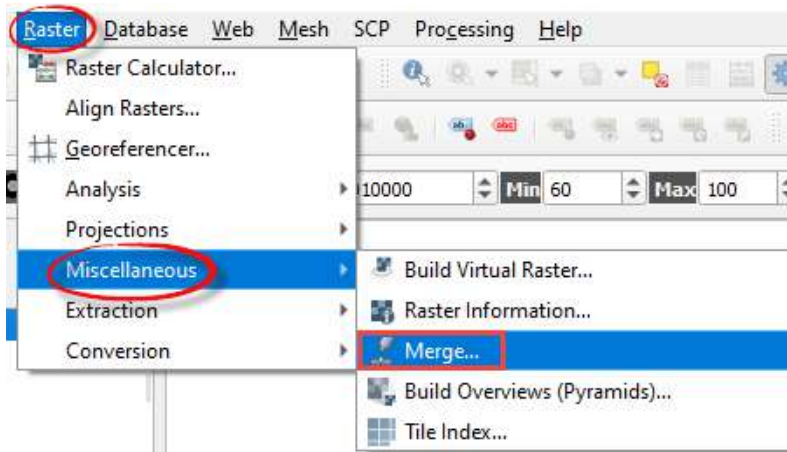 Raster Database Web Mesh SCP Processing Help
Raster Calculator...
Align Rasters...
abc
Georeferencer...
Analysis
10000 Min 60 Max 100
Projections
Miscellaneous
Build Virtual Raster...
Extraction
Raster Information...
Conversion
Merge...
Build Overviews (Pyramids)...
Tile Index...